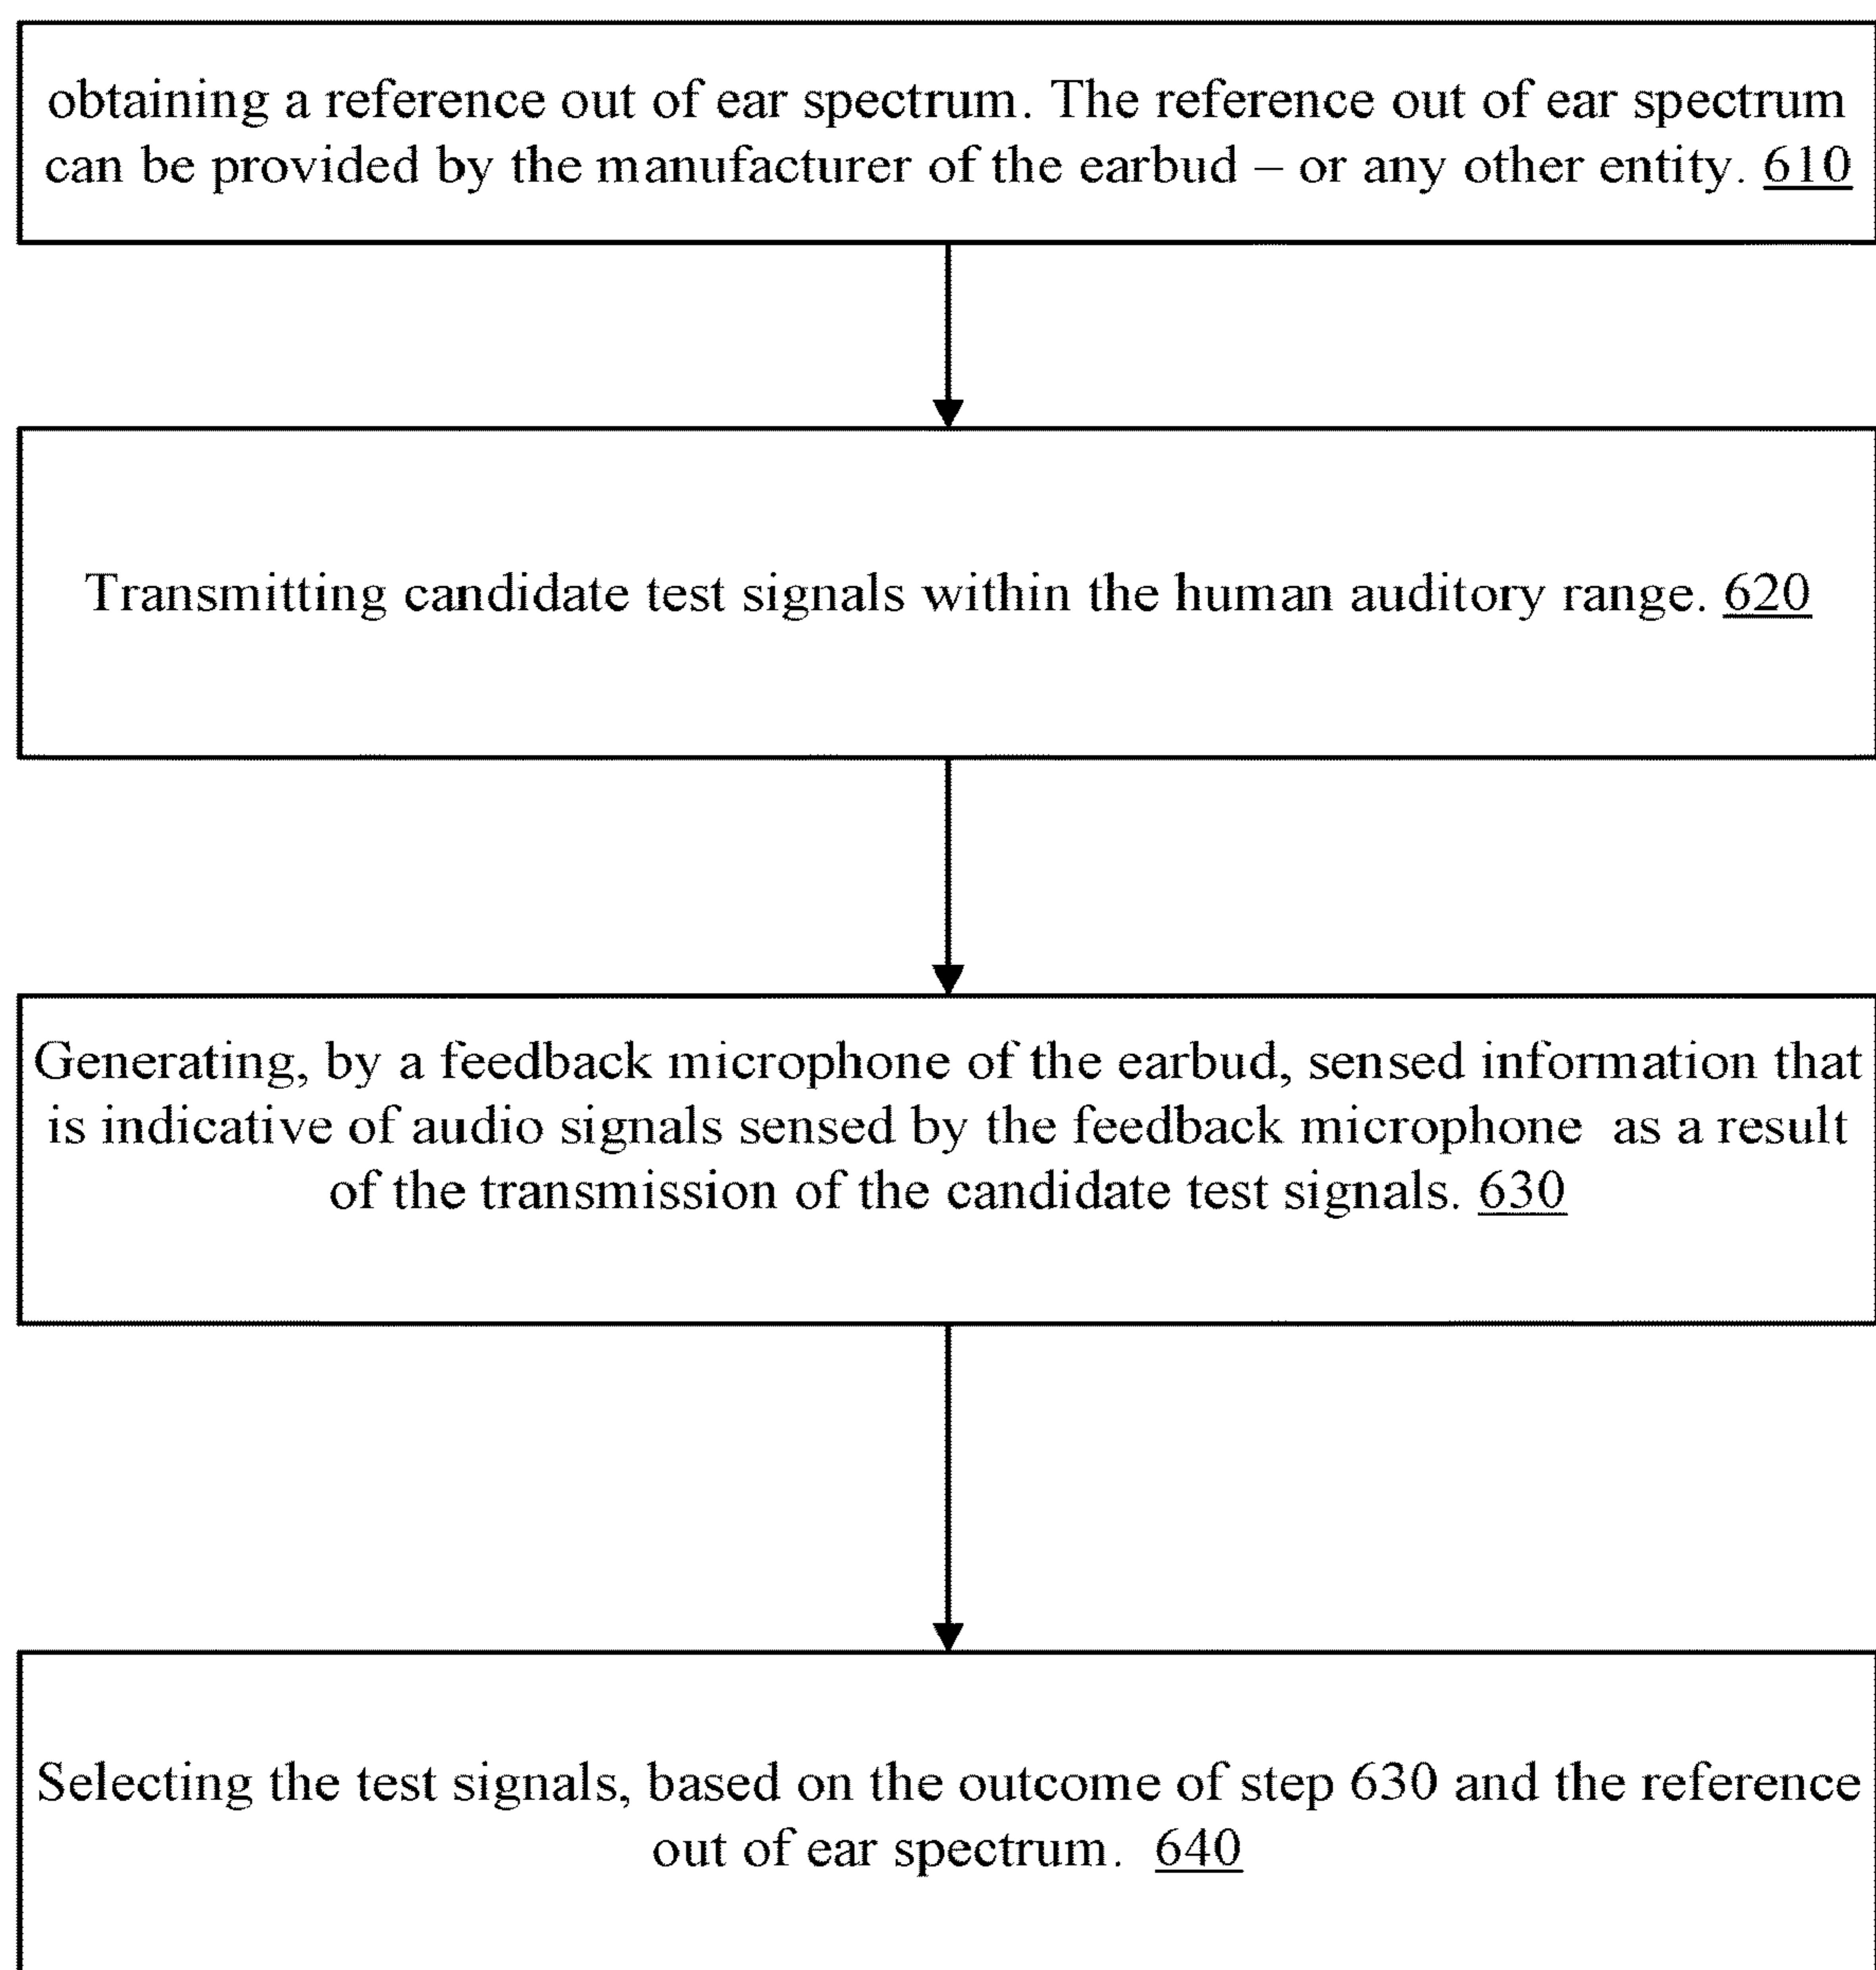 obtaining a reference out of ear spectrum. The reference out of ear spectrum
can be provided by the manufacturer of the earbud – or any other entity. 610
Transmitting candidate test signals within the human auditory range. 620
Generating, by a feedback microphone of the earbud, sensed information that
is indicative of audio signals sensed by the feedback microphone as a result
of the transmission of the candidate test signals. 630
Selecting the test signals, based on the outcome of step 630 and the reference
out of ear spectrum. 640